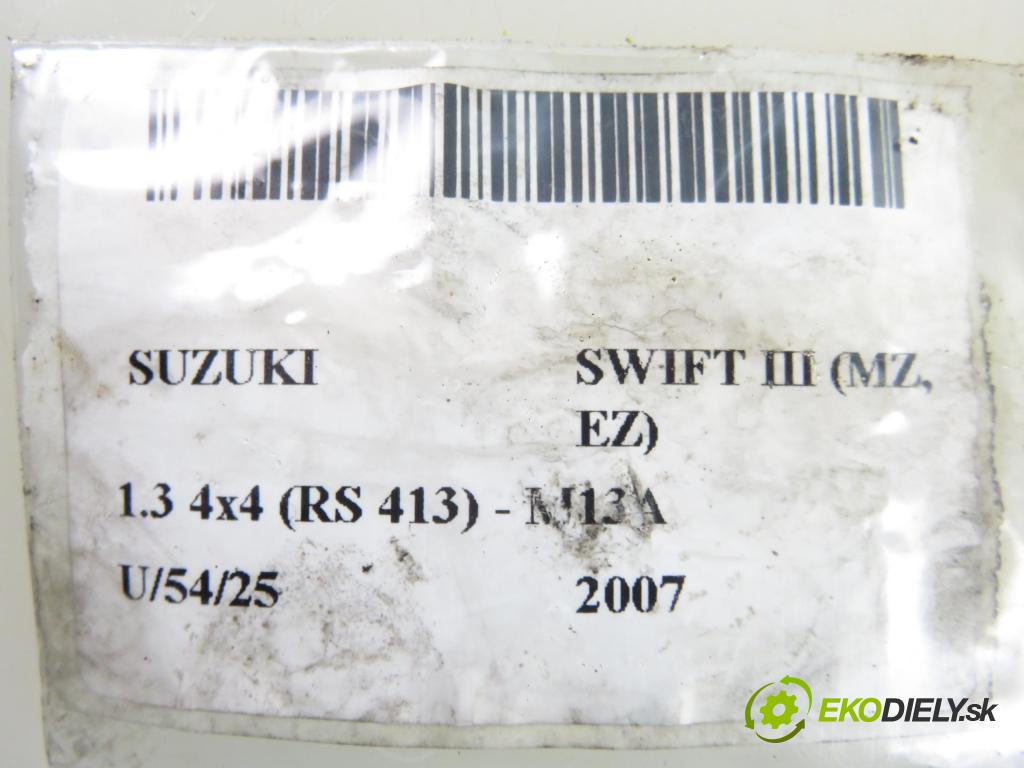 SUZUKI SWIFT III (MZ,
EZ)
1.3 4x4 (RS 413) - M13A
U/54/25 2007
EKODIELY.sk